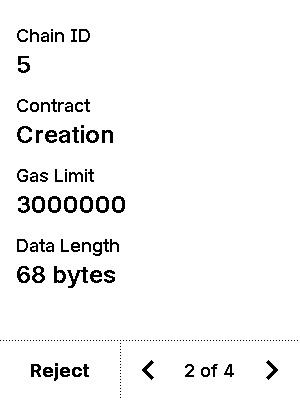 Chain ID
5
Contract
Creation
Gas Limit
3000000
Data Length
68 bytes
Reject
2 of 4